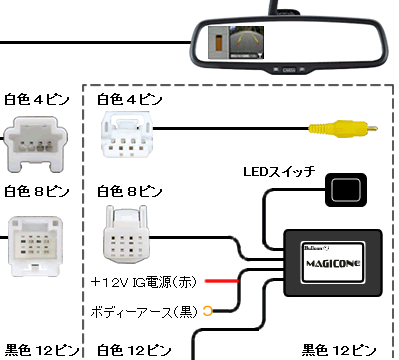 白色4ピン
白色4ピン
白色8ピン
白色8ピン
LEDスイッチ
Bullcon
MAGICONE
+12V IG電源(赤)
ボディーアース(黒)
黒色12ピン
白色12ピン
黒色12ピン